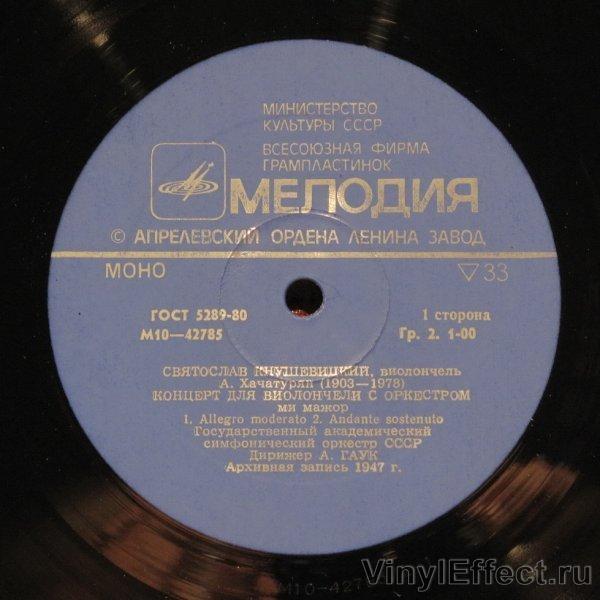 МИНИСТЕРСТВО
КУЛЬТУРЫ СССР
ВСЕСОЮЗНАЯ ФИРМА
ГРАМПЛАСТИНОК
МЕЛОДИЯ
© АПРЕЛЕВСКИЙ ОРДЕНА ЛЕНИНА ЗАВОД
МОНО ▽ 33
ГОСТ 5289-80 1 сторона
М10—42785 Гр. 2. 1-00
СВЯТОСЛАВ КНУШЕВИЦКИЙ, виолончель
А. Хачатурян (1903—1978)
КОНЦЕРТ ДЛЯ ВИОЛОНЧЕЛИ С ОРКЕСТРОМ
ми мажор
1. Allegro moderato 2. Andante sostenuto
Государственный академический
симфонический оркестр СССР
Дирижер А. ГАУК
Архивная запись 1947 г.
VinylEffect.ru